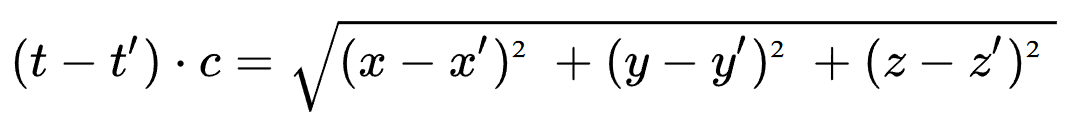 (t − t′) · c = √(x − x′)² + (y − y′)² + (z − z′)²